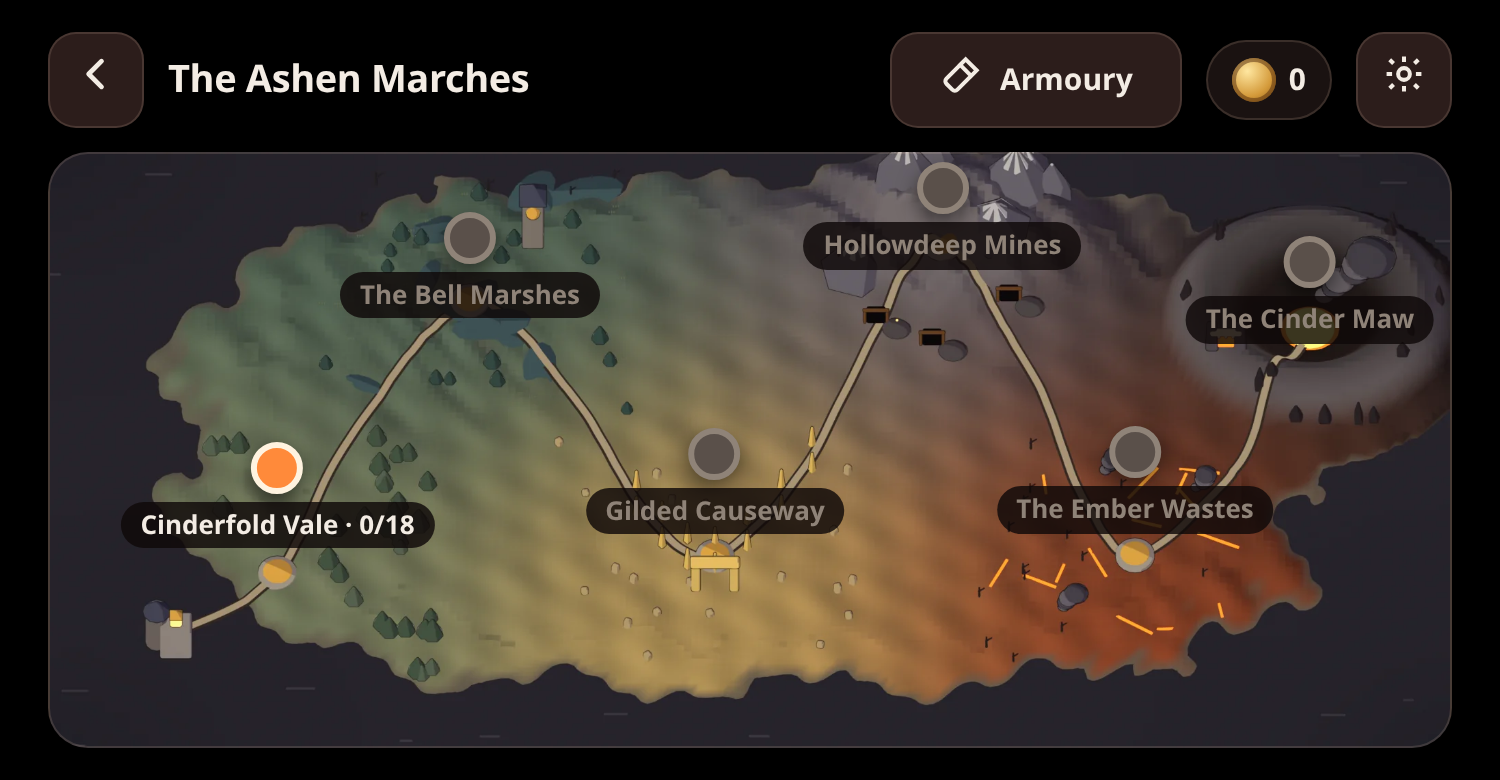 The Ashen Marches
Armoury
0
Hollowdeep Mines
The Bell Marshes
The Cinder Maw
Gilded Causeway
The Ember Wastes
Cinderfold Vale · 0/18